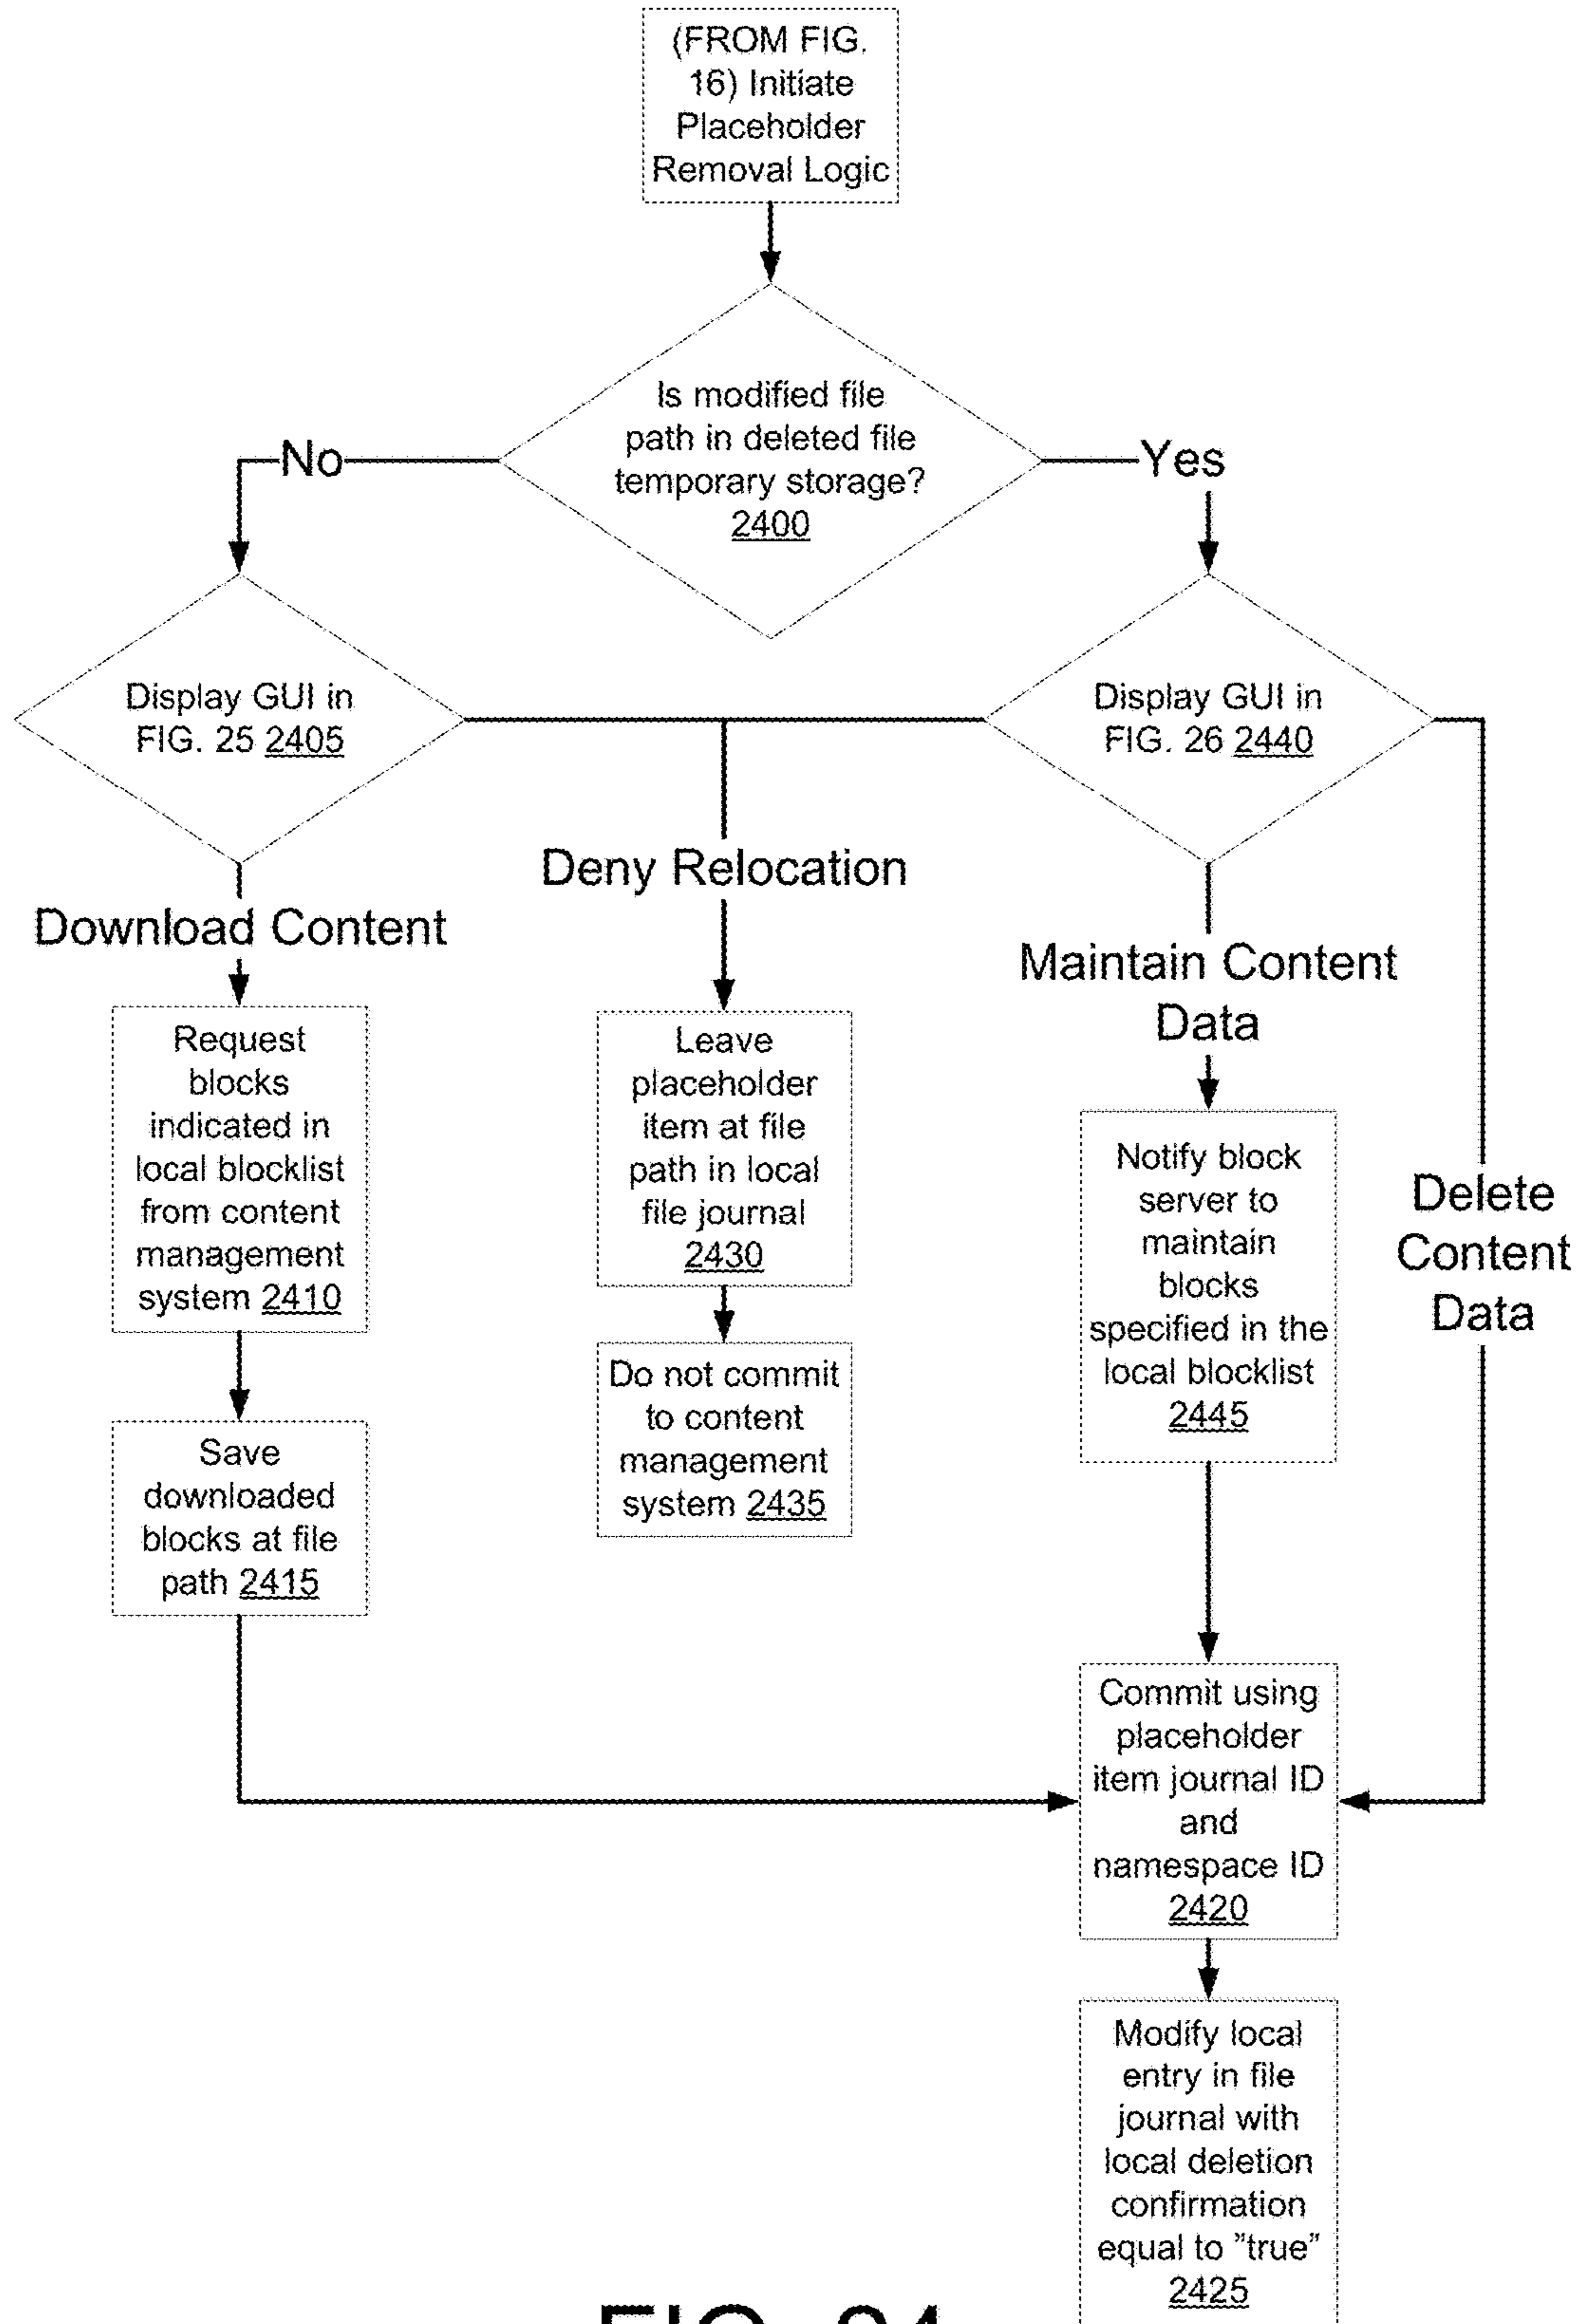 (FROM FIG.
16) Initiate
Placeholder
Removal Logic
Is modified file
path in deleted file
temporary storage?
2400
No
Yes
Display GUI in
FIG. 25 2405
Display GUI in
FIG. 26 2440
Deny Relocation
Download Content
Maintain Content
Data
Request
blocks
indicated in
local blocklist
from content
management
system 2410
Leave
placeholder
item at file
path in local
file journal
2430
Notify block
server to
maintain
blocks
specified in the
local blocklist
2445
Delete
Content
Data
Do not commit
to content
management
system 2435
Save
downloaded
blocks at file
path 2415
Commit using
placeholder
item journal ID
and
namespace ID
2420
Modify local
entry in file
journal with
local deletion
confirmation
equal to ”true”
2425